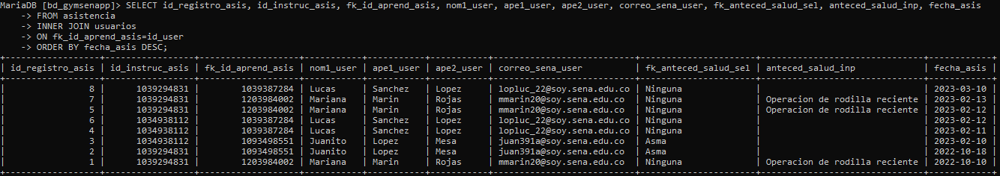 MariaDB [bd_gymsenapp]> SELECT id_registro_asis, id_instruc_asis, fk_id_aprend_asis, nom1_user, ape1_user, ape2_user, correo_sena_user, fk_anteced_salud_sel, anteced_salud_inp, fecha_asis
-> FROM asistencia
-> INNER JOIN usuarios
-> ON fk_id_aprend_asis=id_user
-> ORDER BY fecha_asis DESC;
| id_registro_asis | id_instruc_asis | fk_id_aprend_asis | nom1_user | ape1_user | ape2_user | correo_sena_user | fk_anteced_salud_sel | anteced_salud_inp | fecha_asis |
| 8 | 1039294831 | 1039387284 | Lucas | Sanchez | Lopez | lopluc_22@soy.sena.edu.co | Ninguna | | 2023-03-10 |
| 7 | 1039294831 | 1203984002 | Mariana | Marin | Rojas | mmarin20@soy.sena.edu.co | Ninguna | Operacion de rodilla reciente | 2023-02-13 |
| 5 | 1039294831 | 1203984002 | Mariana | Marin | Rojas | mmarin20@soy.sena.edu.co | Ninguna | Operacion de rodilla reciente | 2023-02-12 |
| 6 | 1034938112 | 1039387284 | Lucas | Sanchez | Lopez | lopluc_22@soy.sena.edu.co | Ninguna | | 2023-02-12 |
| 4 | 1034938112 | 1039387284 | Lucas | Sanchez | Lopez | lopluc_22@soy.sena.edu.co | Ninguna | | 2023-02-11 |
| 3 | 1034938112 | 1093498551 | Juanito | Lopez | Mesa | juan391a@soy.sena.edu.co | Asma | | 2023-02-10 |
| 2 | 1039294831 | 1093498551 | Juanito | Lopez | Mesa | juan391a@soy.sena.edu.co | Asma | | 2022-10-18 |
| 1 | 1039294831 | 1203984002 | Mariana | Marin | Rojas | mmarin20@soy.sena.edu.co | Ninguna | Operacion de rodilla reciente | 2022-10-10 |